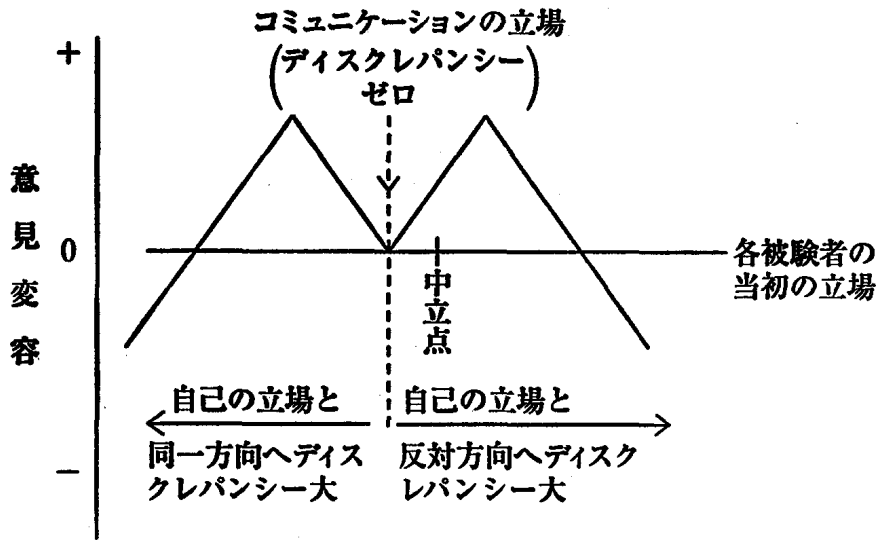 コミュニケーションの立場
(ディスクレパンシー
ゼロ)
+
意見変容
0
−
中立点
各被験者の
当初の立場
自己の立場と
同一方向へディス
クレパンシー大
自己の立場と
反対方向へディスク
レパンシー大